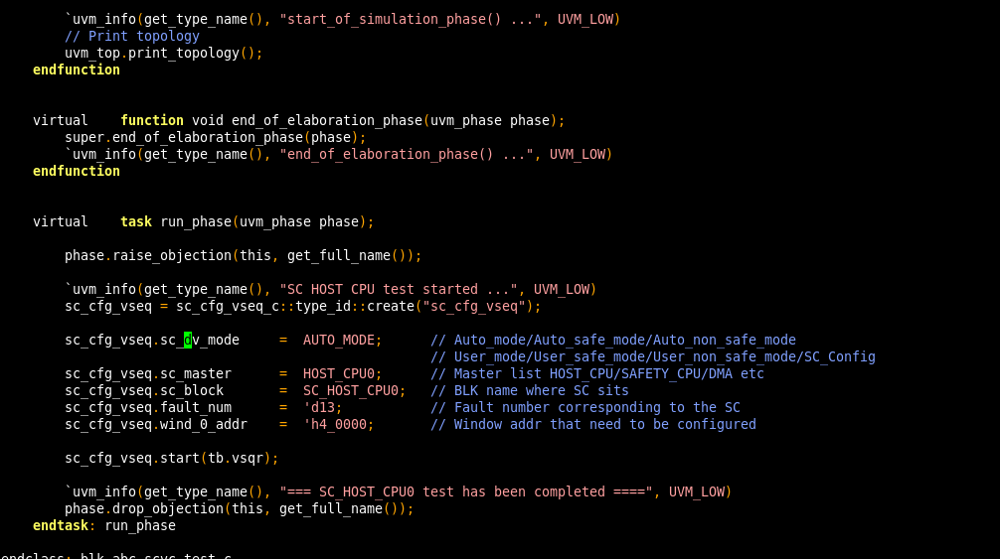 `uvm_info(get_type_name(), "start_of_simulation_phase() ...", UVM_LOW)
// Print topology
uvm_top.print_topology();
endfunction
virtual    function void end_of_elaboration_phase(uvm_phase phase);
super.end_of_elaboration_phase(phase);
`uvm_info(get_type_name(), "end_of_elaboration_phase() ...", UVM_LOW)
endfunction
virtual    task run_phase(uvm_phase phase);
phase.raise_objection(this, get_full_name());
`uvm_info(get_type_name(), "SC HOST CPU test started ...", UVM_LOW)
sc_cfg_vseq = sc_cfg_vseq_c::type_id::create("sc_cfg_vseq");
sc_cfg_vseq.sc_dv_mode     =  AUTO_MODE;      // Auto_mode/Auto_safe_mode/Auto_non_safe_mode
// User_mode/User_safe_mode/User_non_safe_mode/SC_Config
sc_cfg_vseq.sc_master      =  HOST_CPU0;      // Master list HOST_CPU/SAFETY_CPU/DMA etc
sc_cfg_vseq.sc_block       =  SC_HOST_CPU0;   // BLK name where SC sits
sc_cfg_vseq.fault_num      =  'd13;           // Fault number corresponding to the SC
sc_cfg_vseq.wind_0_addr    =  'h4_0000;       // Window addr that need to be configured
sc_cfg_vseq.start(tb.vsqr);
`uvm_info(get_type_name(), "=== SC_HOST_CPU0 test has been completed ====", UVM_LOW)
phase.drop_objection(this, get_full_name());
endtask: run_phase
endclass: blk_abc_scvc_test_c